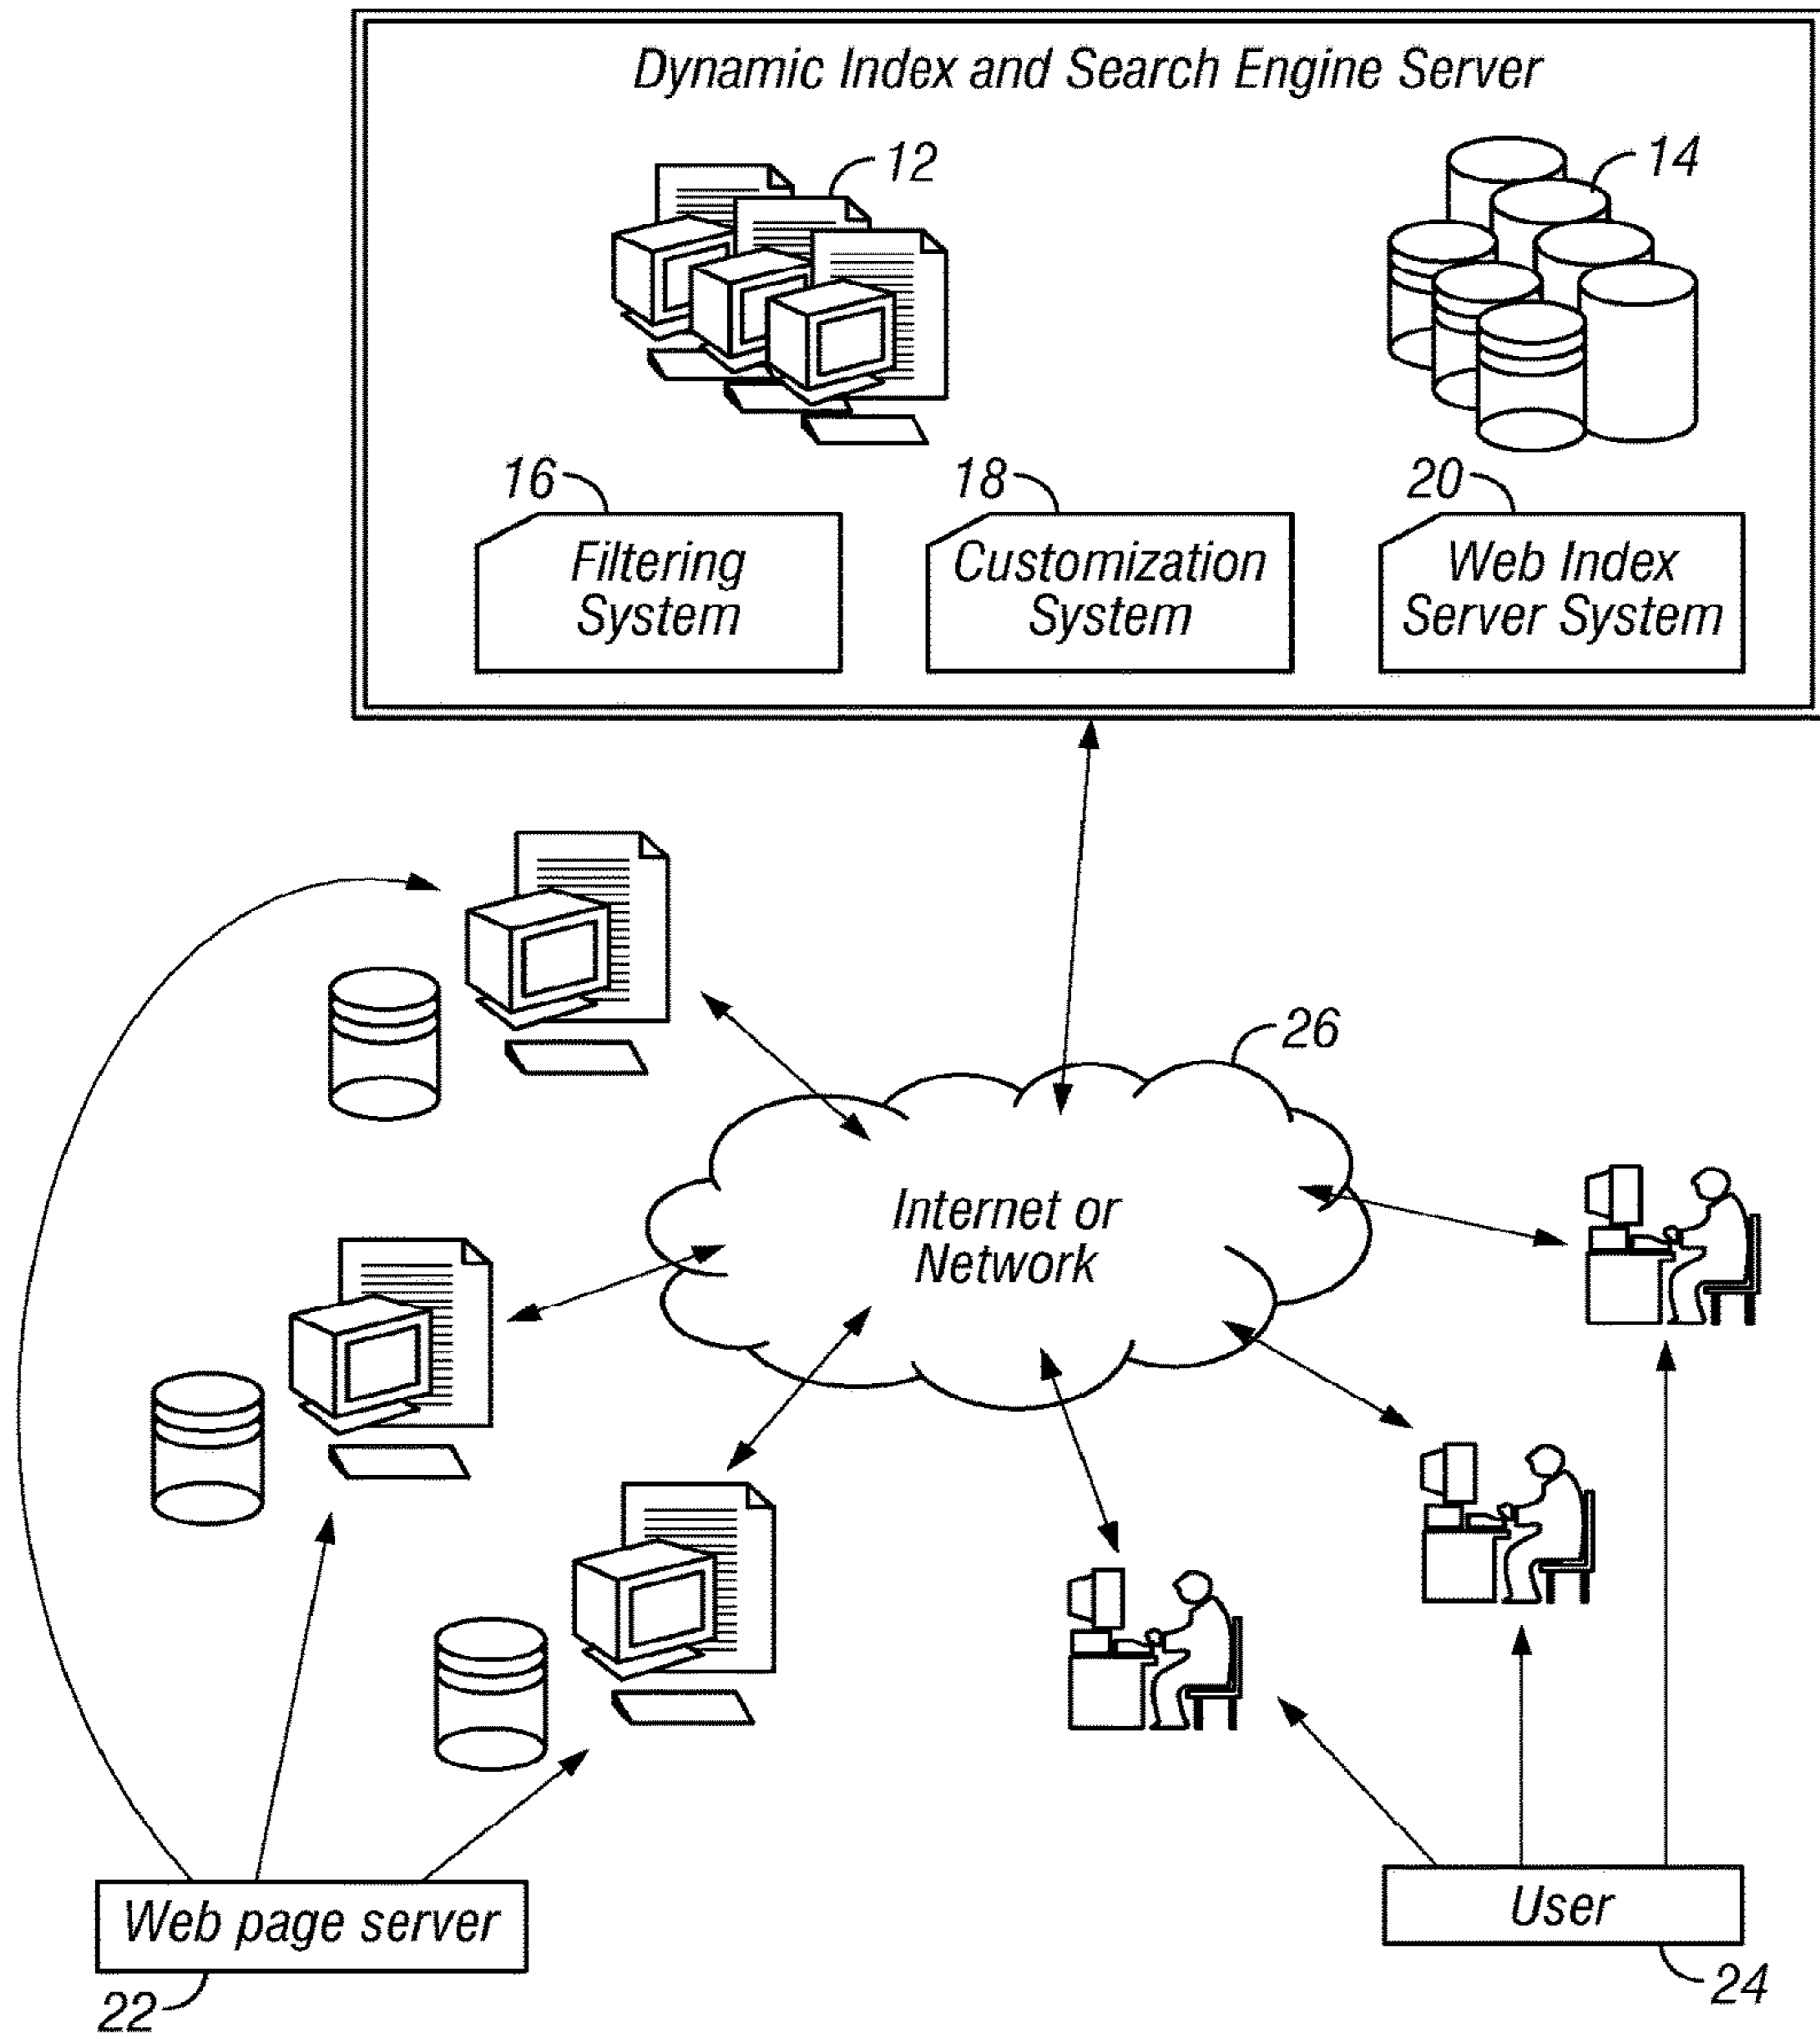 Dynamic Index and Search Engine Server
12
14
16
18
20
Filtering
System
Customization
System
Web Index
Server System
26
Internet or
Network
Web page server
User
22
24